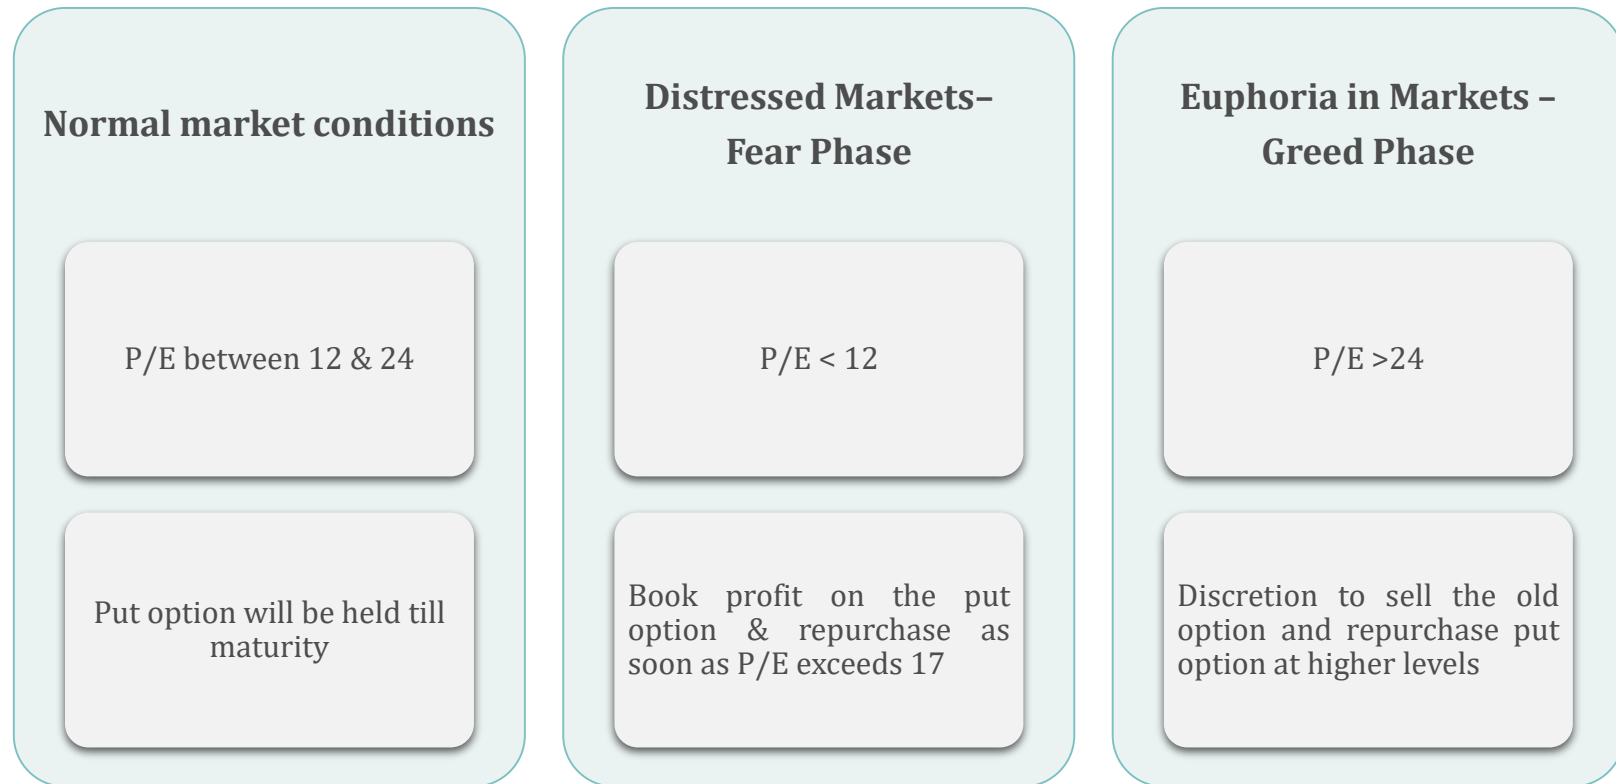 Normal market conditions
P/E between 12 & 24
Put option will be held till
maturity
Distressed Markets–
Fear Phase
P/E < 12
Book profit on the put
option & repurchase as
soon as P/E exceeds 17
Euphoria in Markets –
Greed Phase
P/E >24
Discretion to sell the old
option and repurchase put
option at higher levels